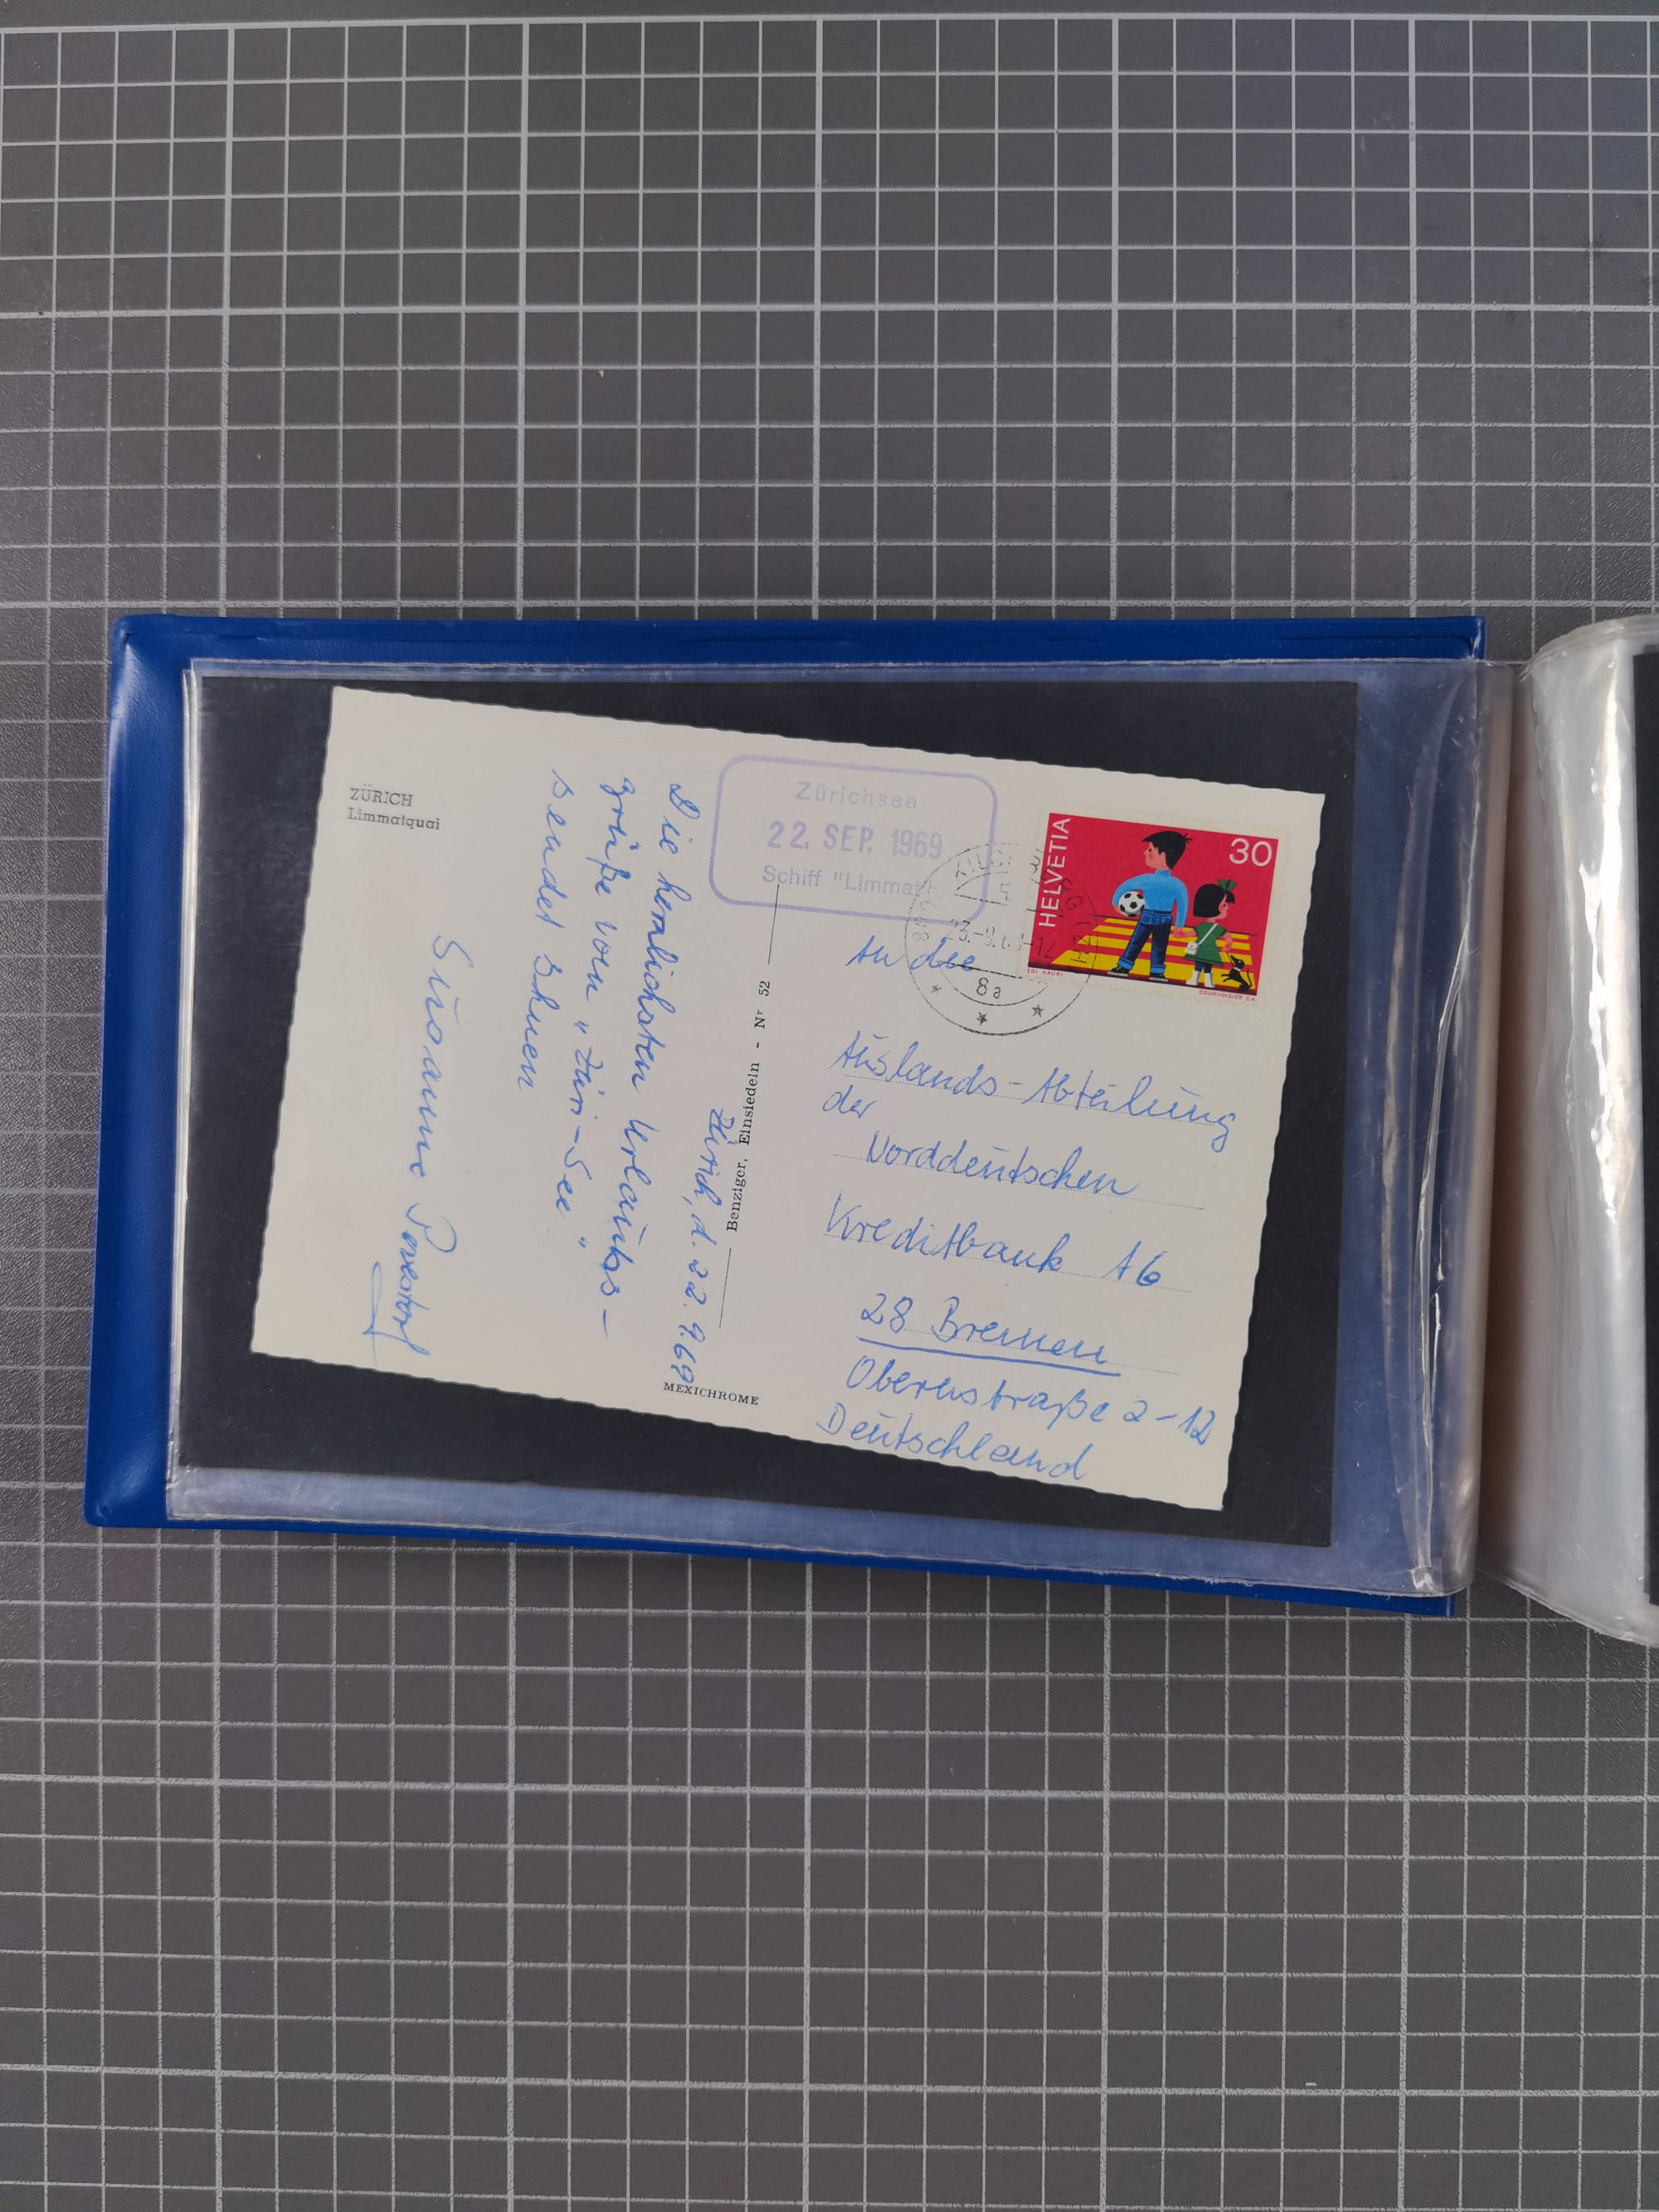 ZÜRICH
Limmatquai
Zürich, d. 22.9.69
Die herrlichsten Urlaubs-
grüße vom „Züri-See“
sendet Ihnen
Susanne
Benziger, Einsiedeln - Nr 52
MEXICHROME
Zürichsee
22. SEP. 1969
Schiff "Limmat"
HELVETIA
30
EDI HAURI
COURVOISIER S.A.
8a
An die
Auslands-Abteilung
der
Norddeutschen
Kreditbank AG
28 Bremen
Obernstraße 2-12
Deutschland